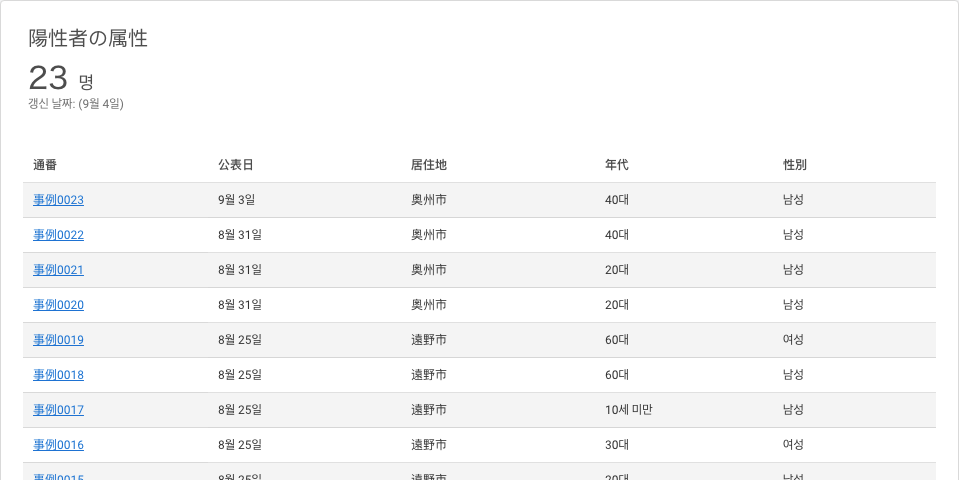 陽性者の属性
23 명
갱신 날짜: (9월 4일)
通番 公表日 居住地 年代 性別
事例0023 9월 3일 奥州市 40대 남성
事例0022 8월 31일 奥州市 40대 남성
事例0021 8월 31일 奥州市 20대 남성
事例0020 8월 31일 奥州市 20대 남성
事例0019 8월 25일 遠野市 60대 여성
事例0018 8월 25일 遠野市 60대 남성
事例0017 8월 25일 遠野市 10세 미만 남성
事例0016 8월 25일 遠野市 30대 여성
事例0015 8월 25일 遠野市